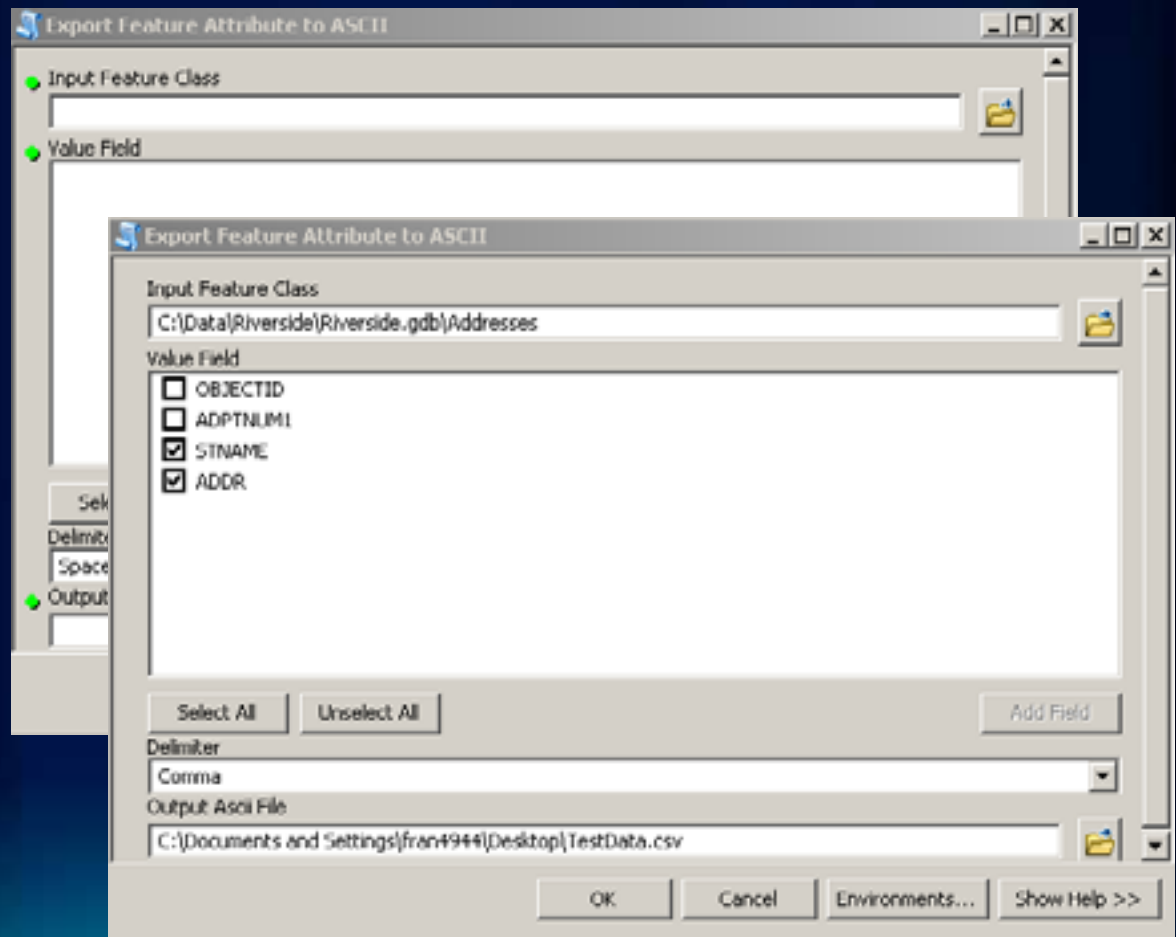 Export Feature Attribute to ASCII
Input Feature Class
Value Field
Sel
Delimite
Space
Output
Export Feature Attribute to ASCII
Input Feature Class
C:\Data\Riverside\Riverside.gdb\Addresses
Value Field
OBJECTID
ADPTNUM1
STNAME
ADDR
Select All Unselect All Add Field
Delimiter
Comma
Output Ascii File
C:\Documents and Settings\fran4944\Desktop\TestData.csv
OK Cancel Environments... Show Help >>